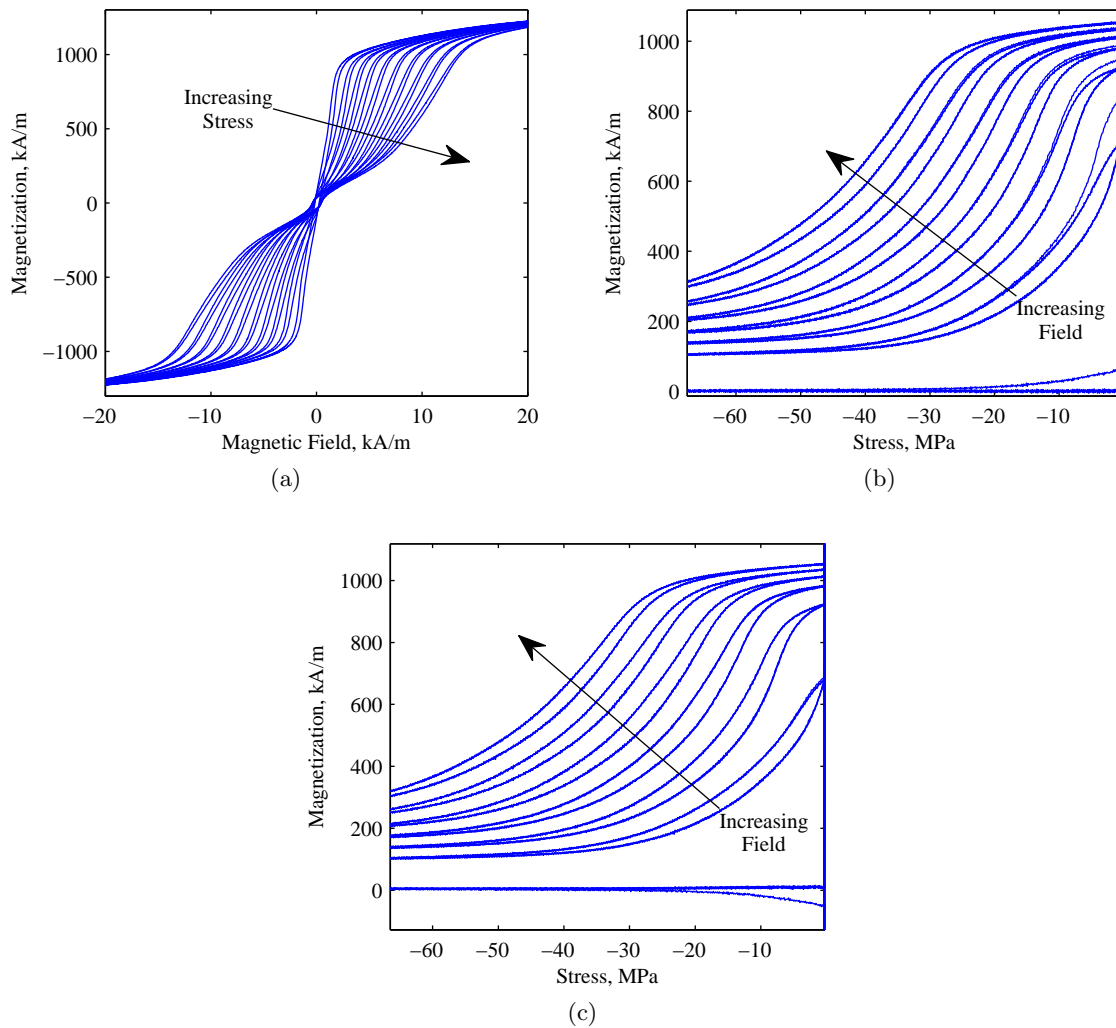 1000
500
0
−500
−1000
Magnetization, kA/m
Increasing
Stress
−20
−10
0
10
20
Magnetic Field, kA/m
(a)
1000
800
600
400
200
0
Magnetization, kA/m
Increasing
Field
−60
−50
−40
−30
−20
−10
Stress, MPa
(b)
1000
800
600
400
200
0
Magnetization, kA/m
Increasing
Field
−60
−50
−40
−30
−20
−10
Stress, MPa
(c)